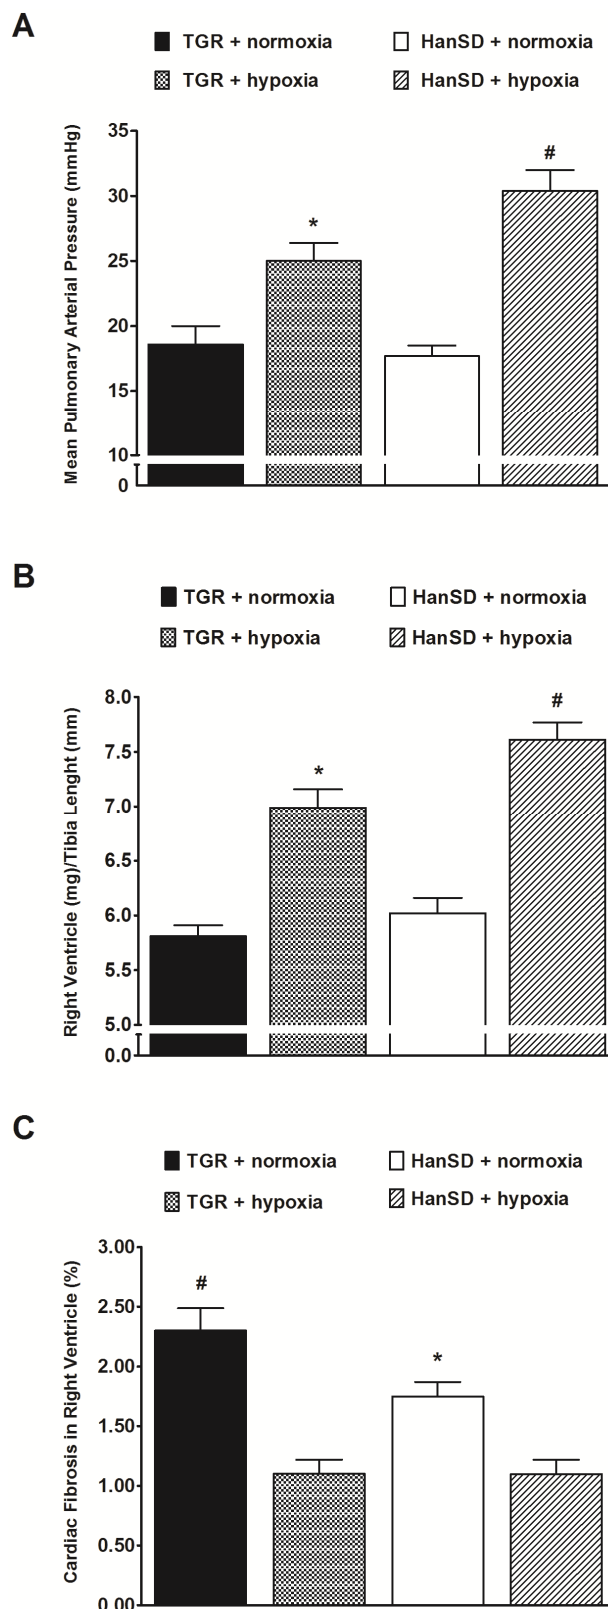 A
TGR + normoxia HanSD + normoxia
TGR + hypoxia HanSD + hypoxia
Mean Pulmonary Arterial Pressure (mmHg)
35
30
25
20
15
10
0
*
#
B
TGR + normoxia HanSD + normoxia
TGR + hypoxia HanSD + hypoxia
Right Ventricle (mg)/Tibia Lenght (mm)
8.0
7.5
7.0
6.5
6.0
5.5
5.0
0.0
*
#
C
TGR + normoxia HanSD + normoxia
TGR + hypoxia HanSD + hypoxia
Cardiac Fibrosis in Right Ventricle (%)
3.00
2.50
2.00
1.50
1.00
0.50
0.00
#
*